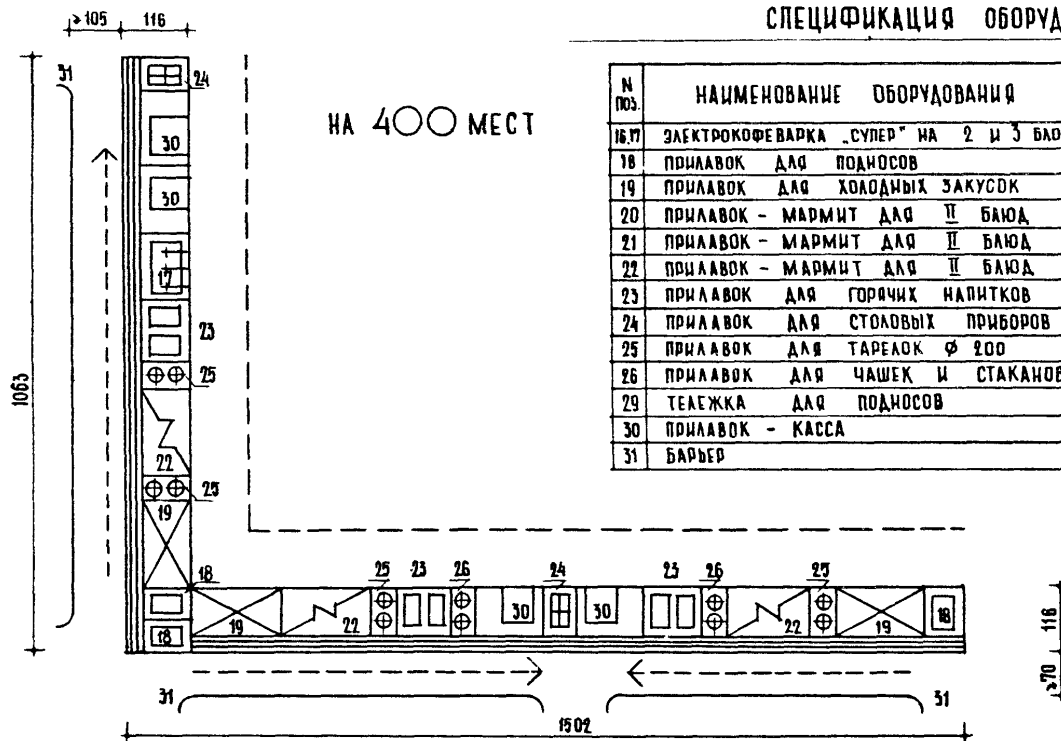 СПЕЦИФИКАЦИЯ ОБОРУД
НА 400 МЕСТ
N ПОЗ. НАИМЕНОВАНИЕ ОБОРУДОВАНИЯ
16.17 ЭЛЕКТРОКОФЕВАРКА „СУПЕР" НА 2 И 3 БЛО
18 ПРИЛАВОК ДЛЯ ПОДНОСОВ
19 ПРИЛАВОК ДЛЯ ХОЛОДНЫХ ЗАКУСОК
20 ПРИЛАВОК - МАРМИТ ДЛЯ II БЛЮД
21 ПРИЛАВОК - МАРМИТ ДЛЯ II БЛЮД
22 ПРИЛАВОК - МАРМИТ ДЛЯ II БЛЮД
23 ПРИЛАВОК ДЛЯ ГОРЯЧИХ НАПИТКОВ
24 ПРИЛАВОК ДЛЯ СТОЛОВЫХ ПРИБОРОВ
25 ПРИЛАВОК ДЛЯ ТАРЕЛОК Ф 200
26 ПРИЛАВОК ДЛЯ ЧАШЕК И СТАКАНОВ
29 ТЕЛЕЖКА ДЛЯ ПОДНОСОВ
30 ПРИЛАВОК - КАССА
31 БАРЬЕР
≥105 116
31 24
30
30
17
23
25
1063
22
25
19
18
18
25 23 26 24 23 26 25
19 22 30 30 22 19 18
116
≥70
31 31
1502